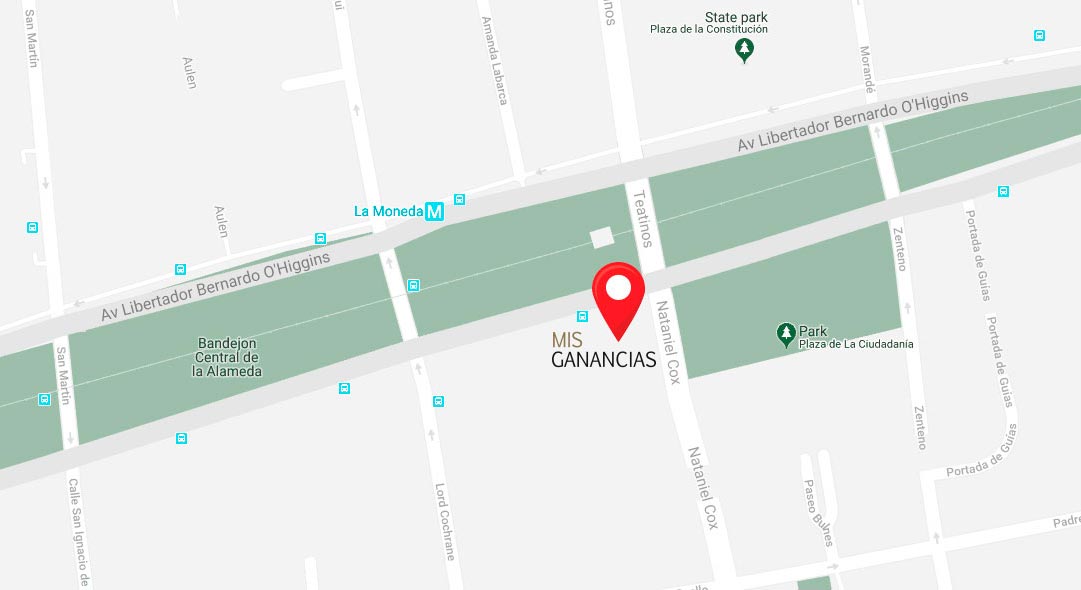 San Martín
ui
Aulen
Amanda Labarca
nos
State park
Plaza de la Constitución
Morandé
Av Libertador Bernardo O'Higgins
La Moneda M
Aulen
Teatinos
Av Libertador Bernardo O'Higgins
Zenteno
Portada de Guías
San Martín
Bandejon
Central de
la Alameda
MIS
GANANCIAS
Nataniel Cox
Park
Plaza de La Ciudadanía
Portada de Guías
Zenteno
Portada de Guías
Calle San Ignacio de
Lord Cochrane
Nataniel Cox
Paseo Bulnes
Padre